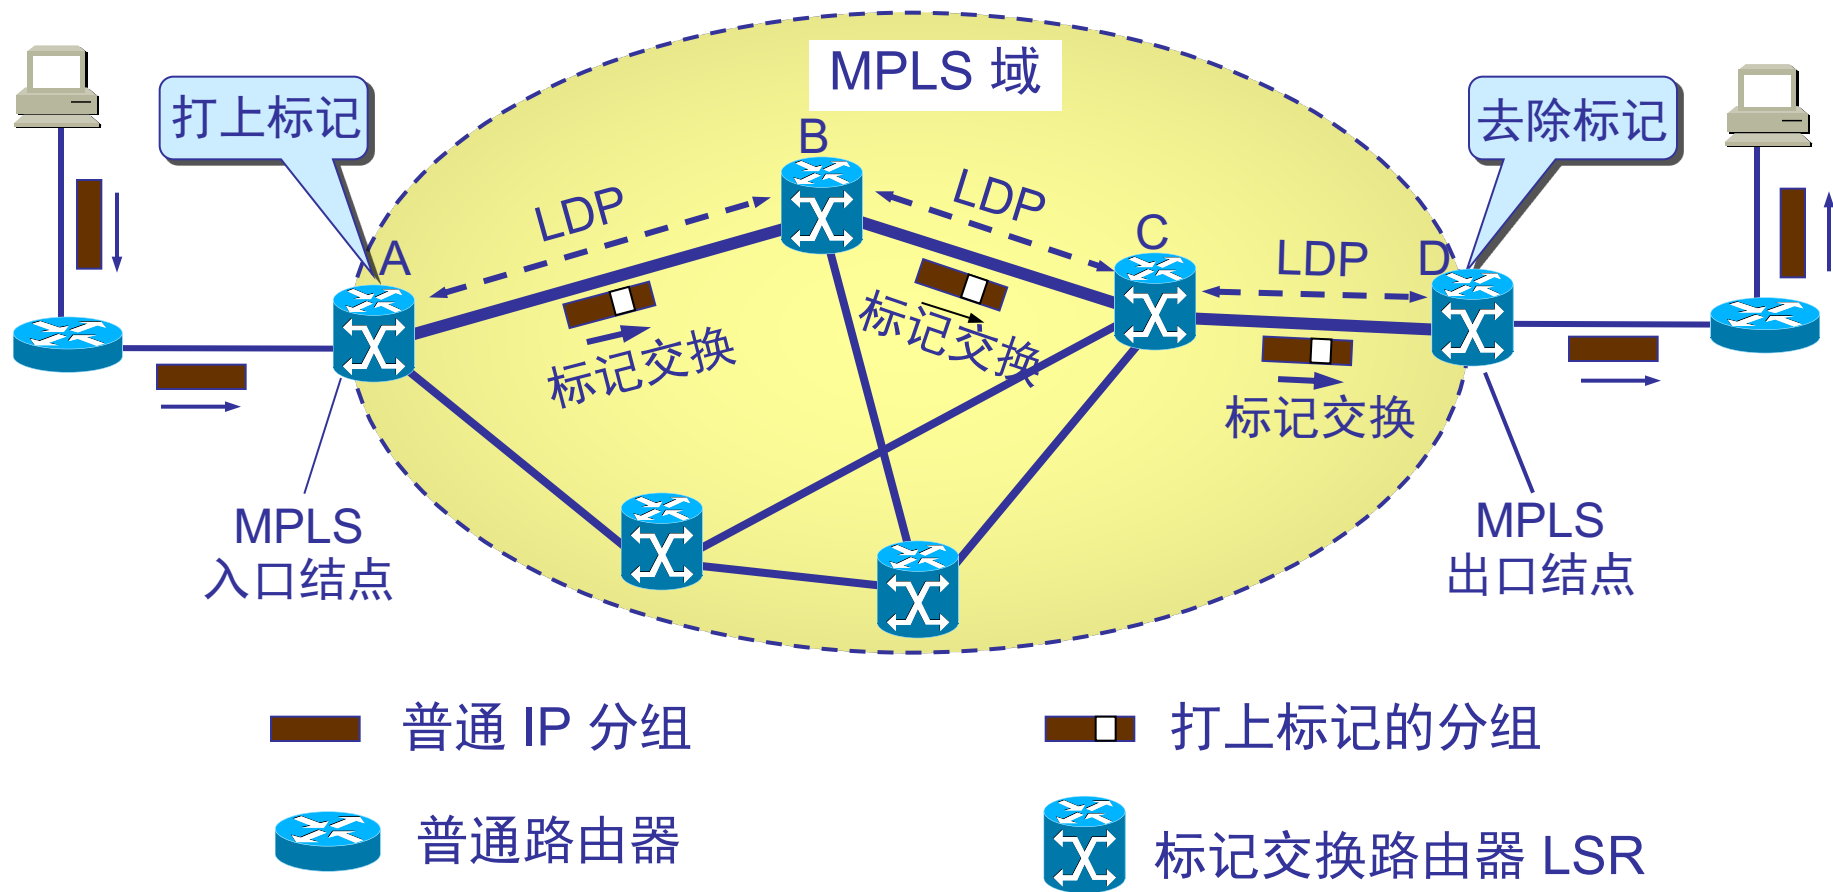 MPLS 域
打上标记
去除标记
B
LDP
LDP
C
A
LDP
D
标记交换
标记交换
标记交换
MPLS
入口结点
MPLS
出口结点
普通 IP 分组
打上标记的分组
普通路由器
标记交换路由器 LSR